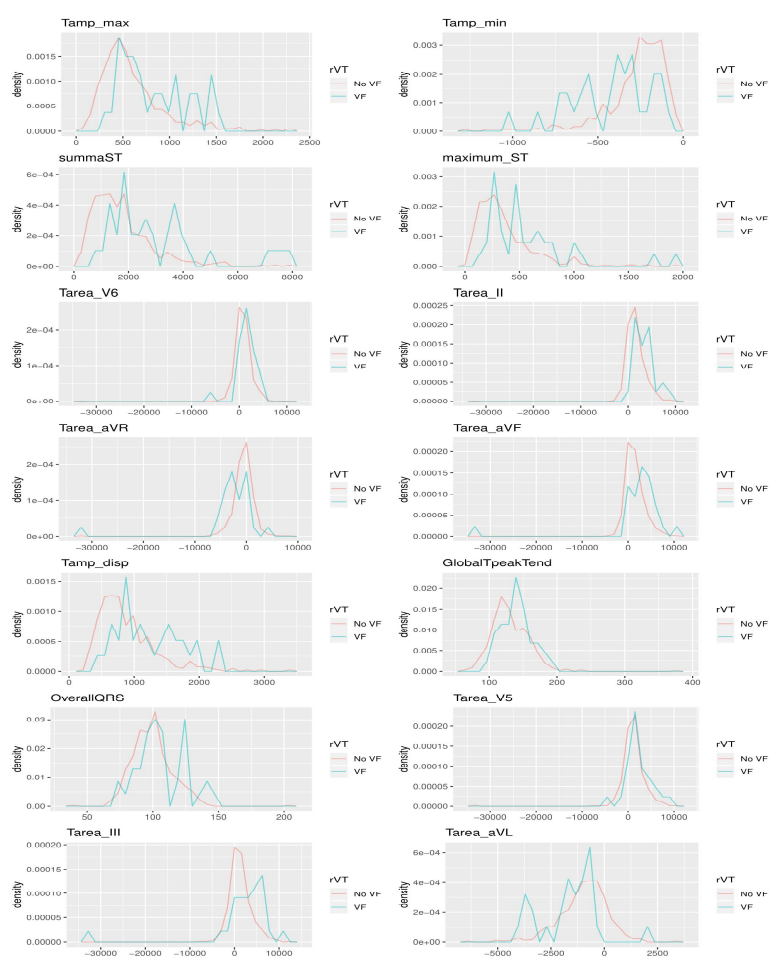 Tamp_max
density
0.0015
0.0010
0.0005
0.0000
0
500
1000
1500
2000
2500
rVT
No VF
VF
Tamp_min
density
0.003
0.002
0.001
0.000
−1000
−500
0
rVT
No VF
VF
summaST
density
6e−04
4e−04
2e−04
0e+00
0
2000
4000
6000
8000
rVT
No VF
VF
maximum_ST
density
0.003
0.002
0.001
0.000
0
500
1000
1500
2000
rVT
No VF
VF
Tarea_V6
density
2e−04
1e−04
0e+00
−30000
−20000
−10000
0
10000
rVT
No VF
VF
Tarea_II
density
0.00025
0.00020
0.00015
0.00010
0.00005
0.00000
−30000
−20000
−10000
0
10000
rVT
No VF
VF
Tarea_aVR
density
2e−04
1e−04
0e+00
−30000
−20000
−10000
0
10000
rVT
No VF
VF
Tarea_aVF
density
0.00020
0.00015
0.00010
0.00005
0.00000
−30000
−20000
−10000
0
10000
rVT
No VF
VF
Tamp_disp
density
0.0015
0.0010
0.0005
0.0000
0
1000
2000
3000
rVT
No VF
VF
GlobalTpeakTend
density
0.020
0.015
0.010
0.005
0.000
100
200
300
400
rVT
No VF
VF
OverallQRS
density
0.03
0.02
0.01
0.00
50
100
150
200
rVT
No VF
VF
Tarea_V5
density
0.00020
0.00015
0.00010
0.00005
0.00000
−30000
−20000
−10000
0
10000
rVT
No VF
VF
Tarea_III
density
0.00020
0.00015
0.00010
0.00005
0.00000
−30000
−20000
−10000
0
10000
rVT
No VF
VF
Tarea_aVL
density
6e−04
4e−04
2e−04
0e+00
−5000
−2500
0
2500
rVT
No VF
VF